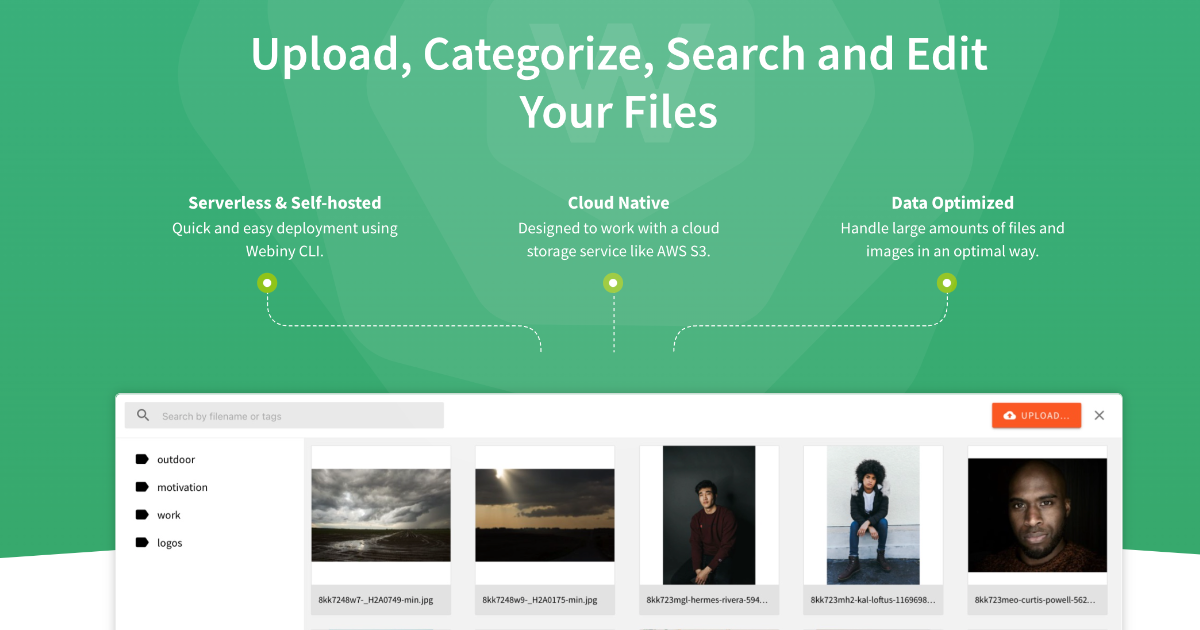 Upload, Categorize, Search and Edit
Your Files
Serverless & Self-hosted
Quick and easy deployment using
Webiny CLI.
Cloud Native
Designed to work with a cloud
storage service like AWS S3.
Data Optimized
Handle large amounts of files and
images in an optimal way.
Search by filename or tags
UPLOAD...
outdoor
motivation
work
logos
8kk7248w7-_H2A0749-min.jpg
8kk7248w9-_H2A0175-min.jpg
8kk723mgl-hermes-rivera-594...
8kk723mh2-kal-loftus-1169698...
8kk723meo-curtis-powell-562...